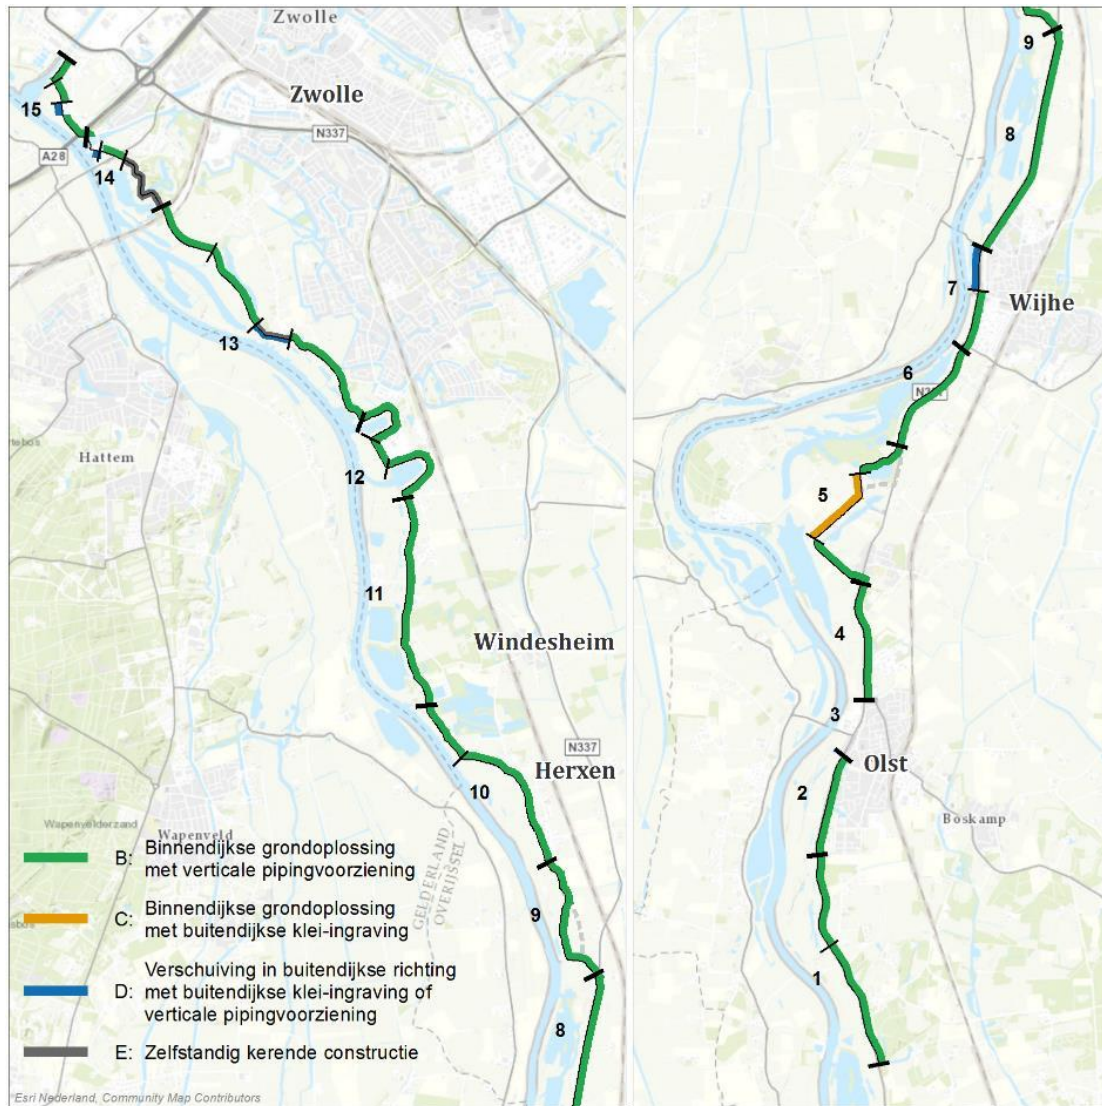 Zwolle
Zwolle
N337
15
A28
14
13
Hattem
12
11
Windesheim
N337
Herxen
10
Wapenvelderzand
Wapenveld
GELDERLAND
OVERIJSSEL
9
8
B: Binnendijkse grondoplossing
met verticale pipingvoorziening
C: Binnendijkse grondoplossing
met buitendijkse klei-ingraving
Verschuiving in buitendijkse richting
D: met buitendijkse klei-ingraving of
verticale pipingvoorziening
E: Zelfstandig kerende constructie
Esri Nederland, Community Map Contributors
9
8
7
Wijhe
6
5
4
3
Olst
2
Boskamp
1